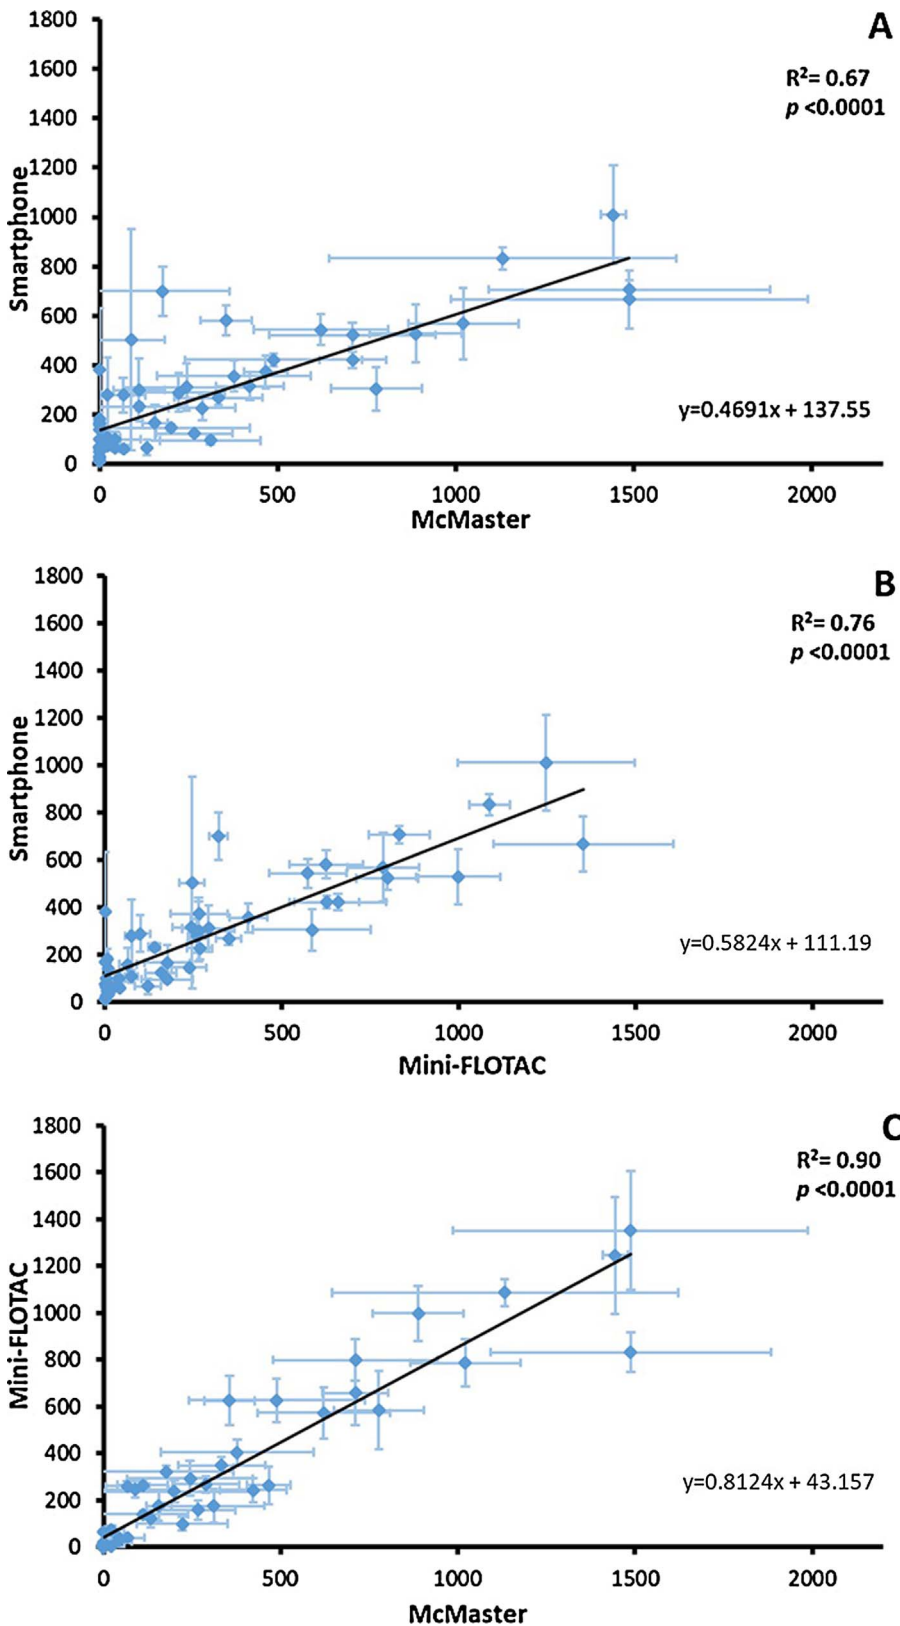 A
1800
1600
1400
1200
1000
800
600
400
200
0
Smartphone
R²= 0.67
p <0.0001
y=0.4691x + 137.55
0 500 1000 1500 2000
McMaster
B
1800
1600
1400
1200
1000
800
600
400
200
0
Smartphone
R²= 0.76
p <0.0001
y=0.5824x + 111.19
0 500 1000 1500 2000
Mini-FLOTAC
C
1800
1600
1400
1200
1000
800
600
400
200
0
Mini-FLOTAC
R²= 0.90
p <0.0001
y=0.8124x + 43.157
0 500 1000 1500 2000
McMaster